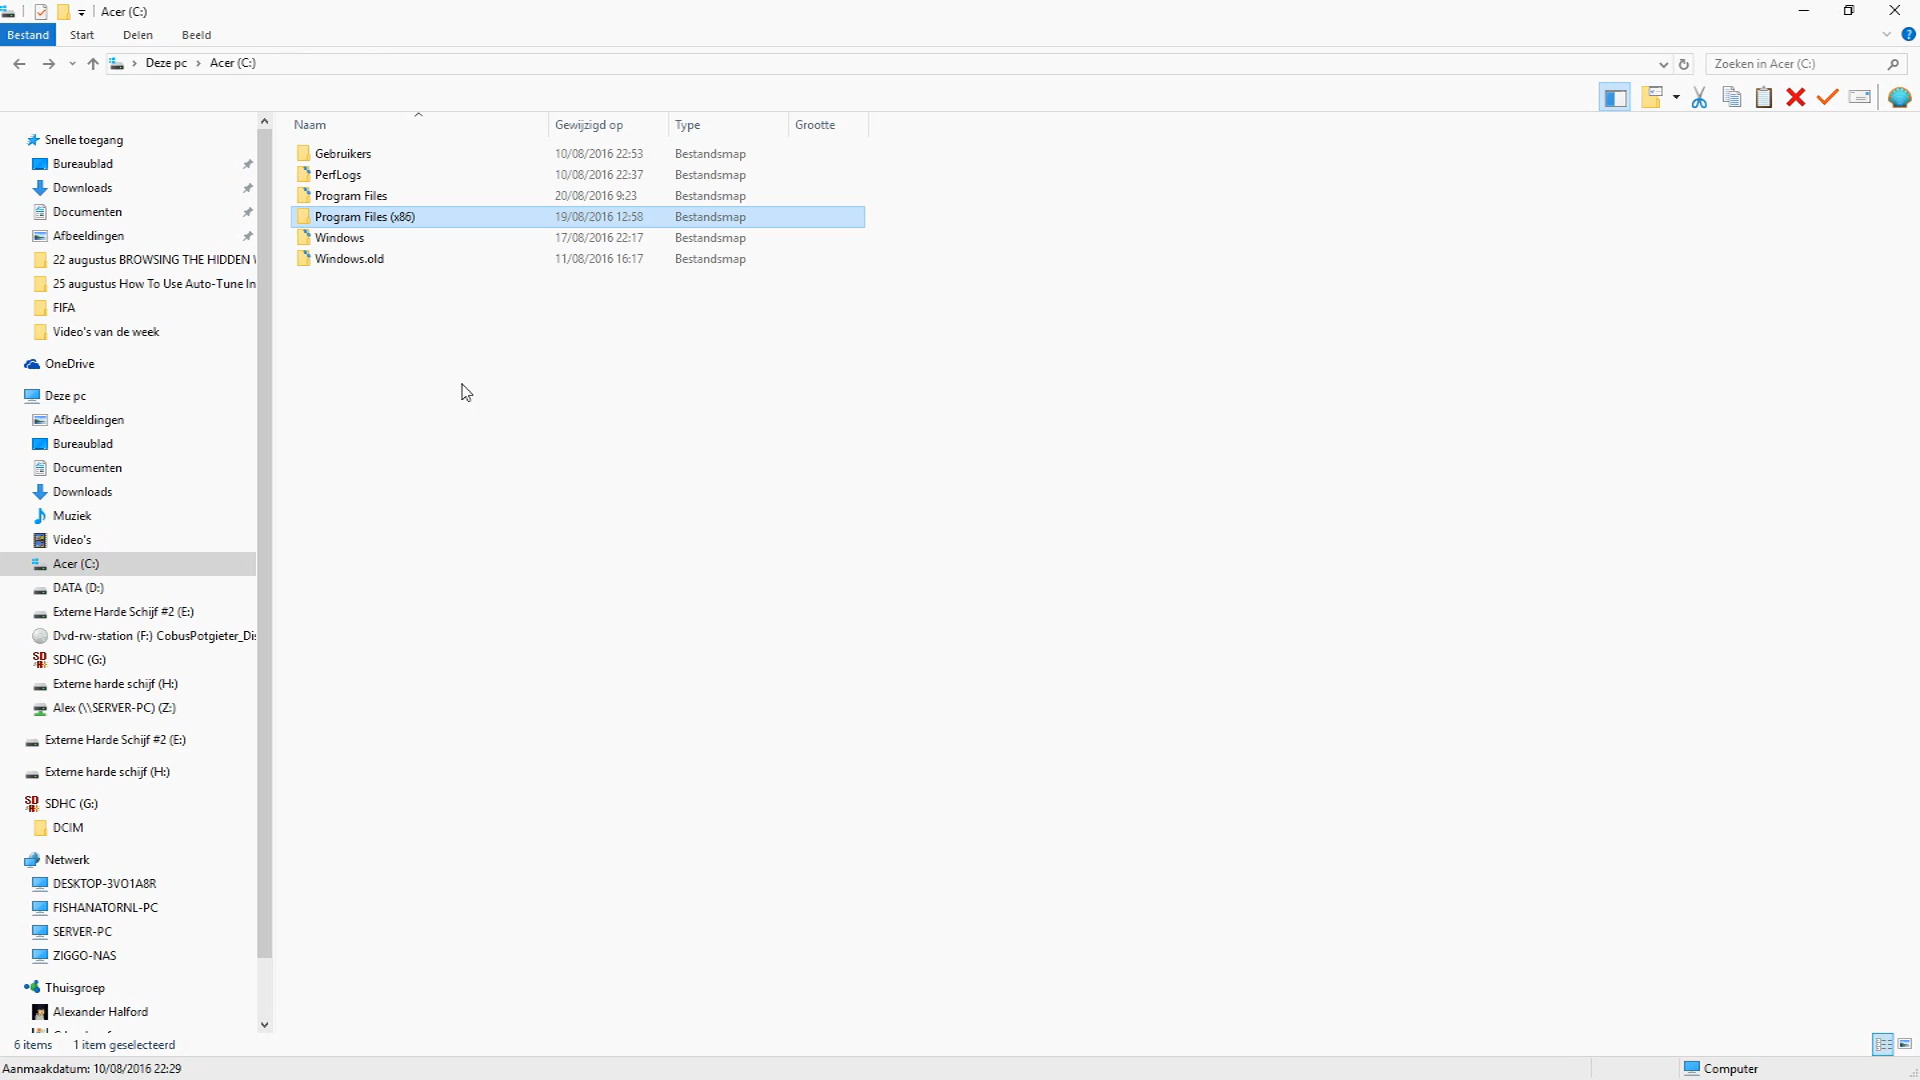 Acer (C:)
Bestand Start Delen Beeld
Deze pc Acer (C:) Zoeken in Acer (C:)
Naam Gewijzigd op Type Grootte
Gebruikers 10/08/2016 22:53 Bestandsmap
PerfLogs 10/08/2016 22:37 Bestandsmap
Program Files 20/08/2016 9:23 Bestandsmap
Program Files (x86) 19/08/2016 12:58 Bestandsmap
Windows 17/08/2016 22:17 Bestandsmap
Windows.old 11/08/2016 16:17 Bestandsmap
Snelle toegang
Bureaublad
Downloads
Documenten
Afbeeldingen
22 augustus BROWSING THE HIDDEN
25 augustus How To Use Auto-Tune In
FIFA
Video's van de week
OneDrive
Deze pc
Afbeeldingen
Bureaublad
Documenten
Downloads
Muziek
Video's
Acer (C:)
DATA (D:)
Externe Harde Schijf #2 (E:)
Dvd-rw-station (F:) CobusPotgieter_Di
SDHC (G:)
Externe harde schijf (H:)
Alex (\\SERVER-PC) (Z:)
Externe Harde Schijf #2 (E:)
Externe harde schijf (H:)
SDHC (G:)
DCIM
Netwerk
DESKTOP-3VO1A8R
FISHANATORNL-PC
SERVER-PC
ZIGGO-NAS
Thuisgroep
Alexander Halford
6 items 1 item geselecteerd
Aanmaakdatum: 10/08/2016 22:29 Computer